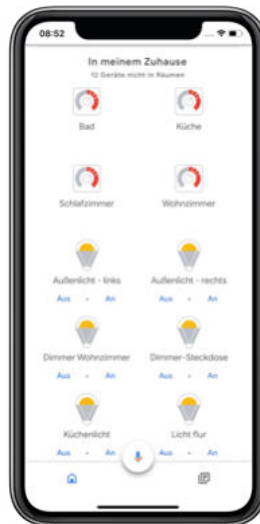 08:52
In meinem Zuhause
12 Geräte nicht in Räumen
Bad Küche
Schlafzimmer Wohnzimmer
Außenlicht - links Außenlicht - rechts
Aus - An Aus - An
Dimmer Wohnzimmer Dimmer-Steckdose
Aus - An Aus - An
Küchenlicht Licht flur
Aus - An Aus - An